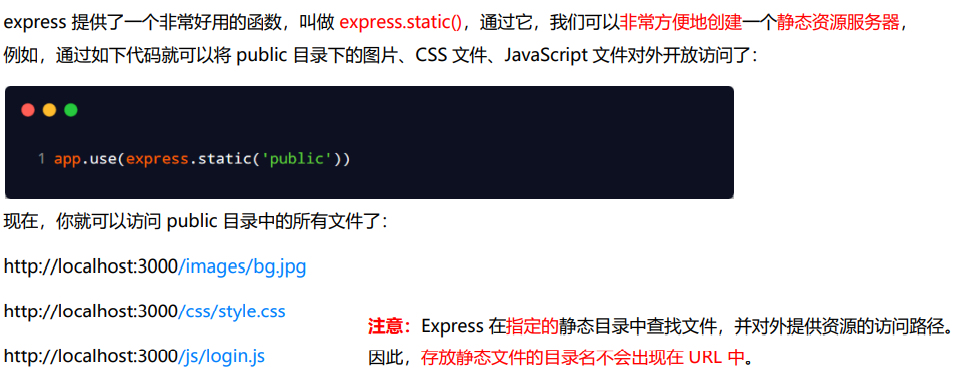 express 提供了一个非常好用的函数，叫做 express.static()，通过它，我们可以非常方便地创建一个静态资源服务器，
例如，通过如下代码就可以将 public 目录下的图片、CSS 文件、JavaScript 文件对外开放访问了：
1 app.use(express.static('public'))
现在，你就可以访问 public 目录中的所有文件了：
http://localhost:3000/images/bg.jpg
http://localhost:3000/css/style.css
http://localhost:3000/js/login.js
注意：Express 在指定的静态目录中查找文件，并对外提供资源的访问路径。
因此，存放静态文件的目录名不会出现在 URL 中。